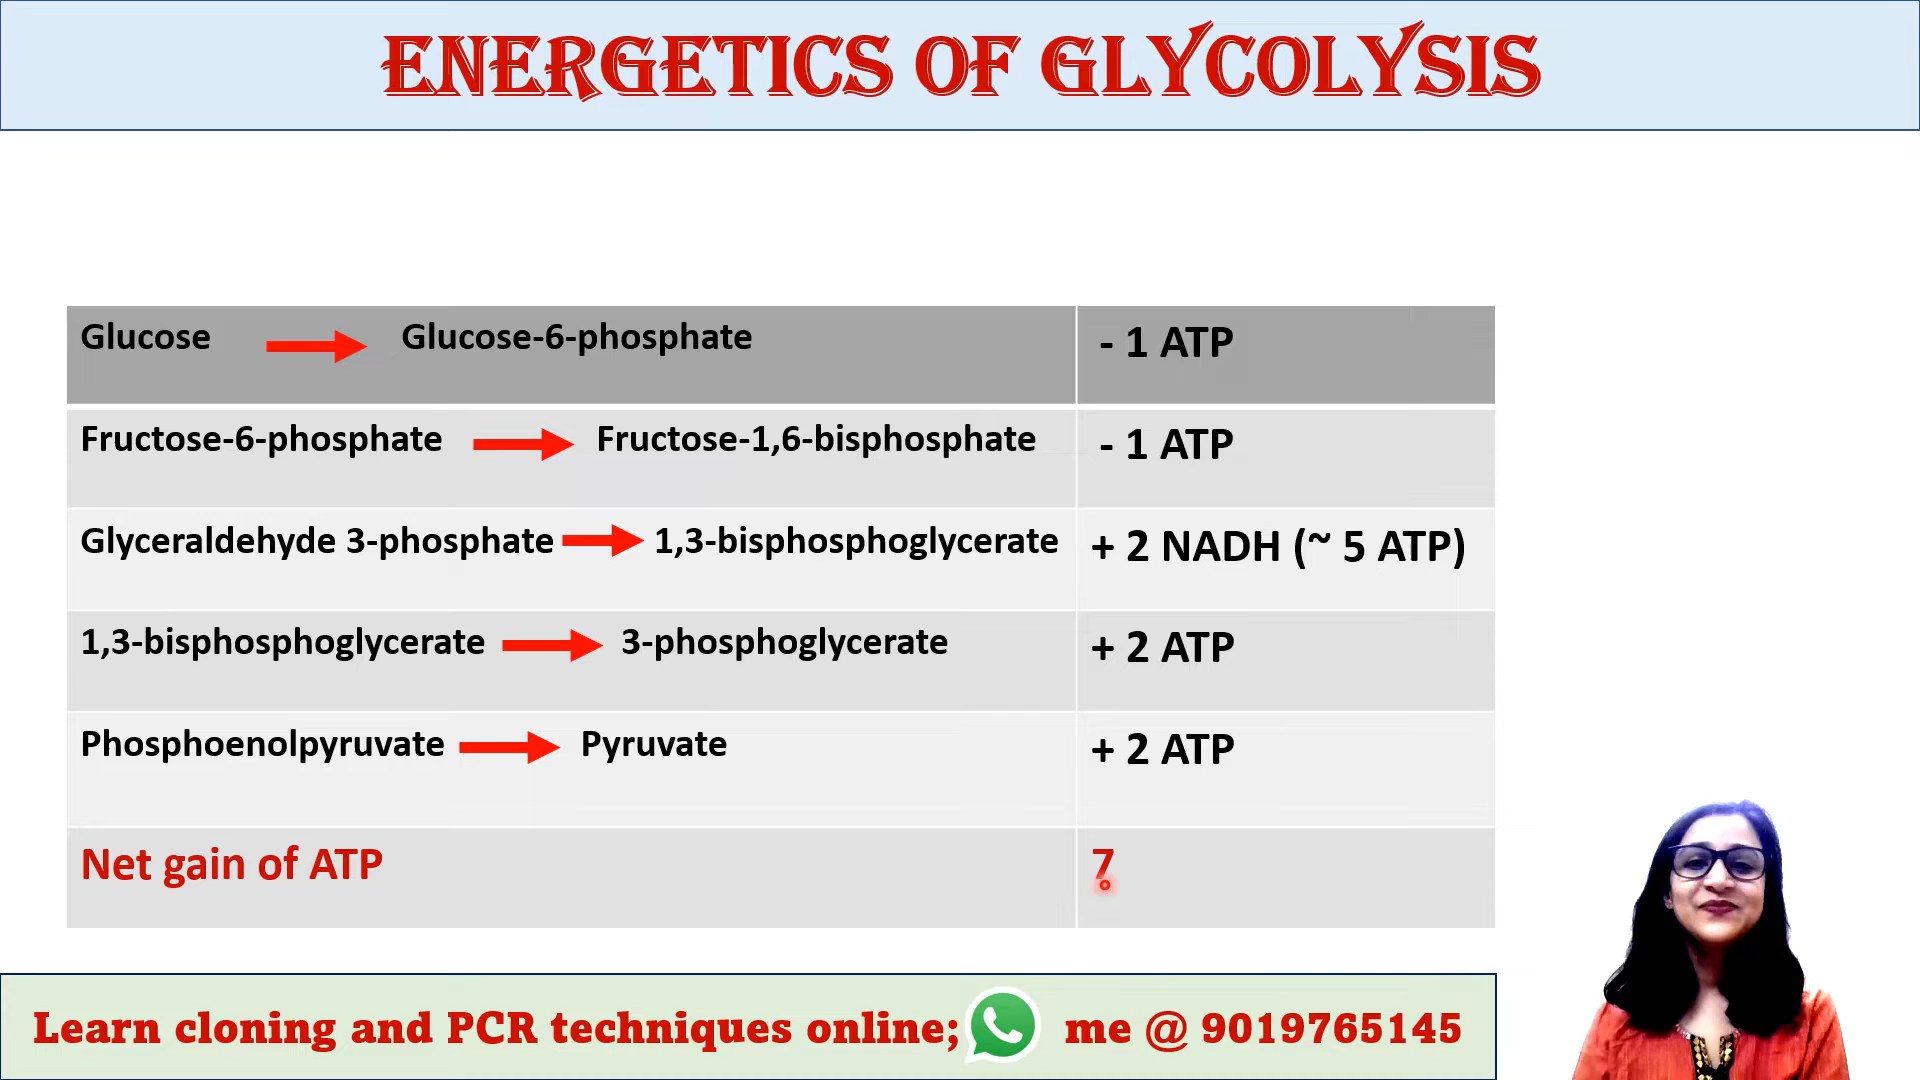 ENERGETICS OF GLYCOLYSIS
Glucose Glucose-6-phosphate - 1 ATP
Fructose-6-phosphate Fructose-1,6-bisphosphate - 1 ATP
Glyceraldehyde 3-phosphate 1,3-bisphosphoglycerate + 2 NADH (~ 5 ATP)
1,3-bisphosphoglycerate 3-phosphoglycerate + 2 ATP
Phosphoenolpyruvate Pyruvate + 2 ATP
Net gain of ATP 7
Learn cloning and PCR techniques online; me @ 9019765145